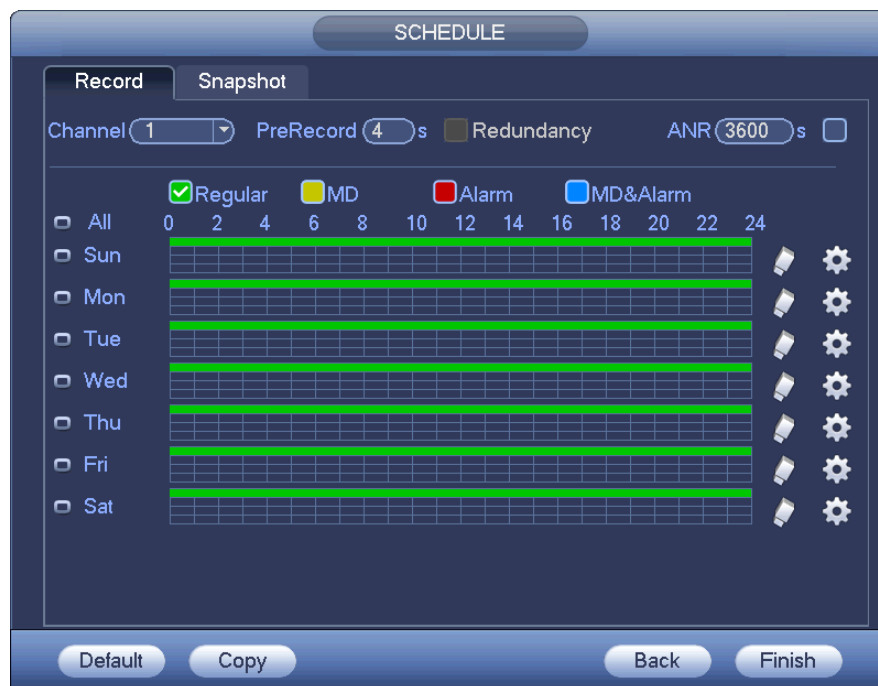 SCHEDULE
Record Snapshot
Channel 1 PreRecord 4 s Redundancy ANR 3600 s
Regular MD Alarm MD&Alarm
All 0 2 4 6 8 10 12 14 16 18 20 22 24
Sun
Mon
Tue
Wed
Thu
Fri
Sat
Default Copy Back Finish